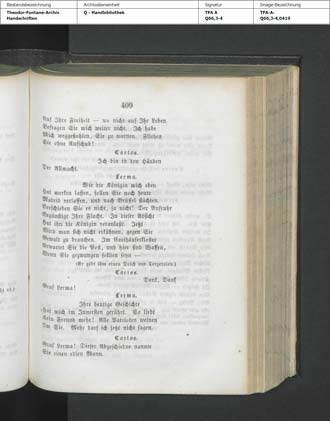 Bestandsbezeichnung
Theodor-Fontane-Archiv
Handschriften
Archivalieneinheit
Q - Handbibliothek
Signatur
TFA A
Q66,3-4
Image-Bezeichnung
TFA-A-
Q66,3-4,0419
409
Auf Ihre Freiheit — wo nicht auf Ihr Leben.
Befragen Sie mich weiter nicht. Ich habe
Mich weggestohlen, Sie zu warnen. Fliehen
Sie ohne Aufschub!
Carlos.
Ich bin in den Händen
Der Allmacht.
Lerma.
Wie die Königin mich eben
Hat merken lassen, sollen Sie noch heute
Madrid verlassen, und nach Brüssel flüchten.
Verschieben Sie es nicht, ja nicht! Der Aufruhr
Begünstigt Ihre Flucht. In dieser Absicht
Hat ihn die Königin veranlaßt. Jetzt
Wird man sich nicht erkühnen, gegen Sie
Gewalt zu brauchen. Im Carthäuserkloster
Erwartet Sie die Post, und hier sind Waffen,
Wenn Sie gezwungen sollten seyn —
(Er gibt ihm einen Dolch und Terzerolen.)
Carlos.
Dank, Dank
Graf Lerma!
Lerma.
Ihre heutige Geschichte
Hat mich im Innersten gerührt. So liebt
Kein Freund mehr! Alle Patrioten weinen
Um Sie. Mehr darf ich jetzt nicht sagen.
Carlos.
Graf Lerma! Dieser Abgeschiedne nannte
Sie einen edlen Mann.